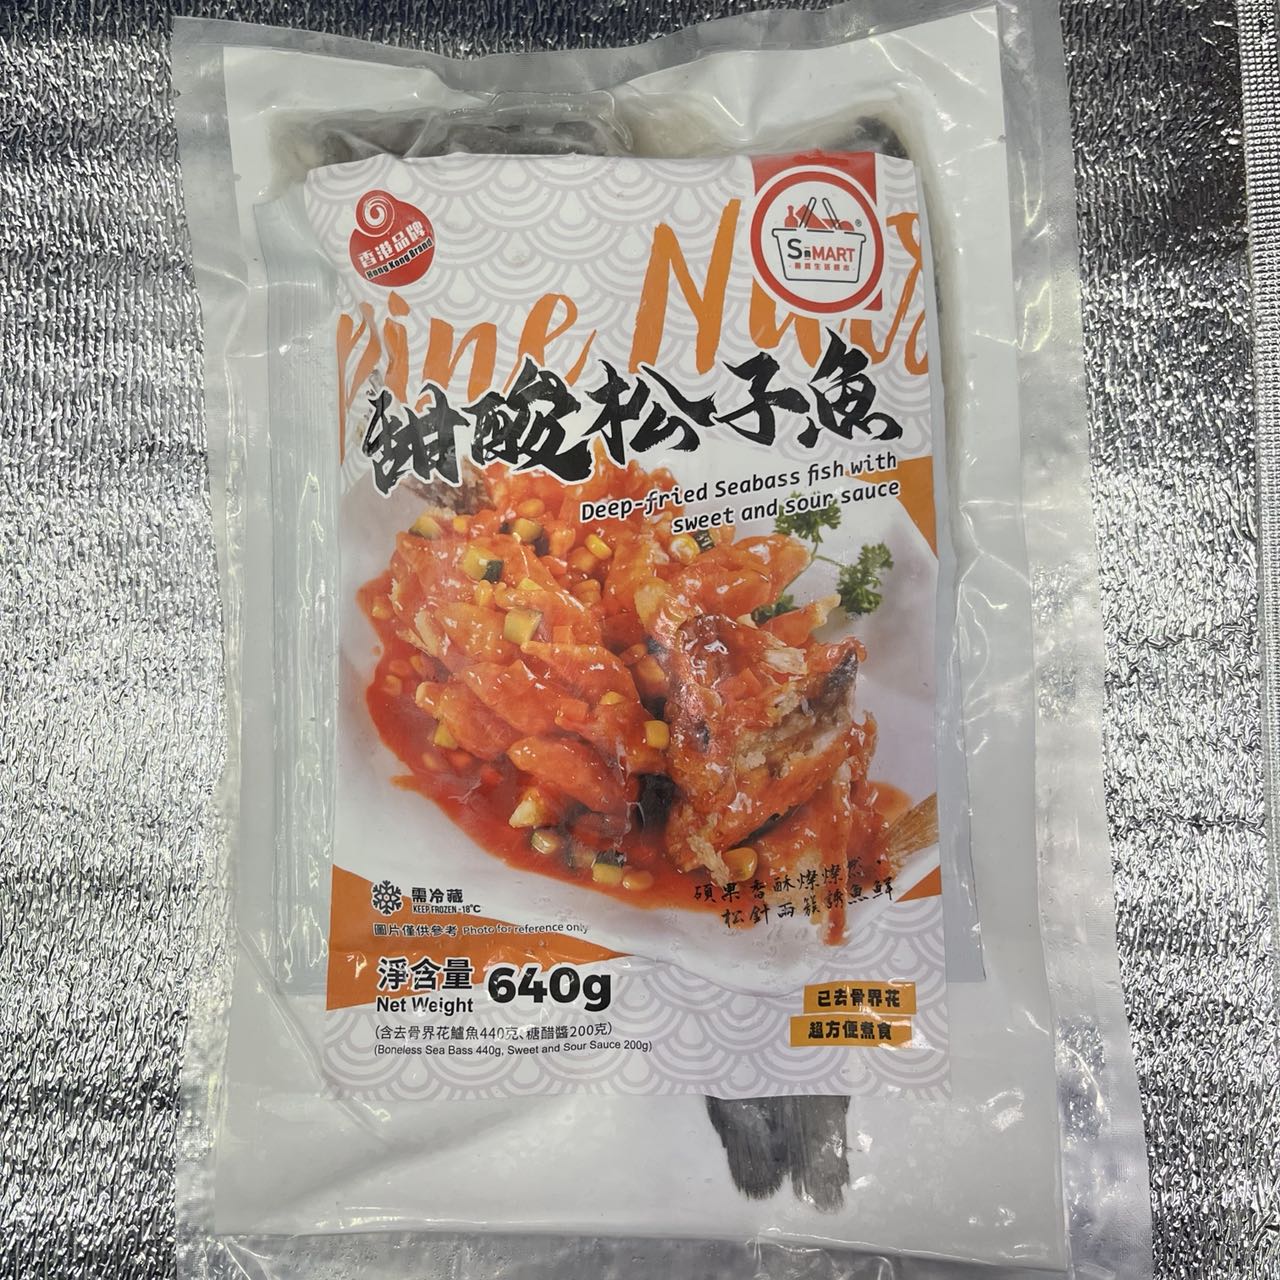 香港品牌
Hong Kong Brand
S MART
®
pine Nuts
甜酸松子魚
Deep-fried Seabass fish with
sweet and sour sauce
碩果香酥燦燦然
松針兩簇誘魚鮮
需冷藏
KEEP FROZEN -18℃
圖片僅供參考 Photo for reference only
淨含量
Net Weight
640g
(含去骨界花鱸魚440克、糖醋醬200克)
(Boneless Sea Bass 440g, Sweet and Sour Sauce 200g)
已去骨界花
超方便煮食